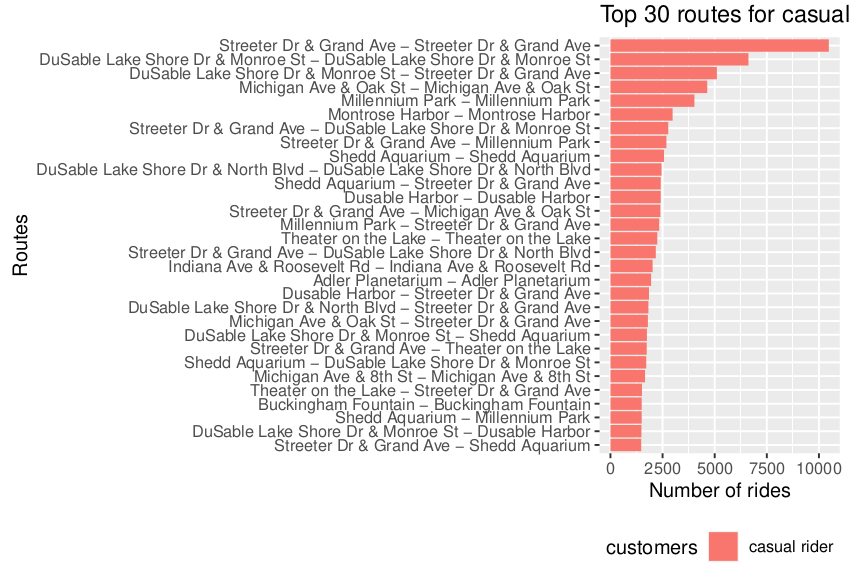 Top 30 routes for casual
Routes
Streeter Dr & Grand Ave − Streeter Dr & Grand Ave
DuSable Lake Shore Dr & Monroe St − DuSable Lake Shore Dr & Monroe St
DuSable Lake Shore Dr & Monroe St − Streeter Dr & Grand Ave
Michigan Ave & Oak St − Michigan Ave & Oak St
Millennium Park − Millennium Park
Montrose Harbor − Montrose Harbor
Streeter Dr & Grand Ave − DuSable Lake Shore Dr & Monroe St
Streeter Dr & Grand Ave − Millennium Park
Shedd Aquarium − Shedd Aquarium
DuSable Lake Shore Dr & North Blvd − DuSable Lake Shore Dr & North Blvd
Shedd Aquarium − Streeter Dr & Grand Ave
Dusable Harbor − Dusable Harbor
Streeter Dr & Grand Ave − Michigan Ave & Oak St
Millennium Park − Streeter Dr & Grand Ave
Theater on the Lake − Theater on the Lake
Streeter Dr & Grand Ave − DuSable Lake Shore Dr & North Blvd
Indiana Ave & Roosevelt Rd − Indiana Ave & Roosevelt Rd
Adler Planetarium − Adler Planetarium
Dusable Harbor − Streeter Dr & Grand Ave
DuSable Lake Shore Dr & North Blvd − Streeter Dr & Grand Ave
Michigan Ave & Oak St − Streeter Dr & Grand Ave
DuSable Lake Shore Dr & Monroe St − Shedd Aquarium
Streeter Dr & Grand Ave − Theater on the Lake
Shedd Aquarium − DuSable Lake Shore Dr & Monroe St
Michigan Ave & 8th St − Michigan Ave & 8th St
Theater on the Lake − Streeter Dr & Grand Ave
Buckingham Fountain − Buckingham Fountain
Shedd Aquarium − Millennium Park
DuSable Lake Shore Dr & Monroe St − Dusable Harbor
Streeter Dr & Grand Ave − Shedd Aquarium
0 2500 5000 7500 10000
Number of rides
customers casual rider